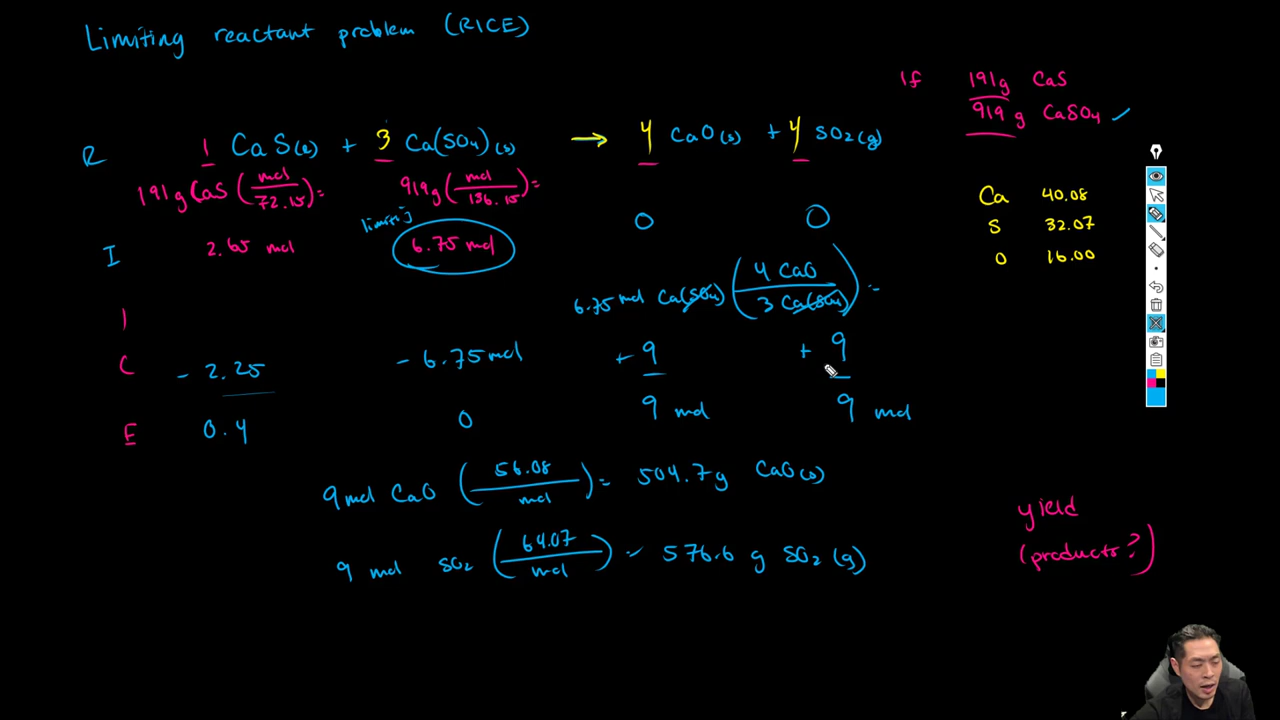 Limiting reactant problem (RICE)
If 191g CaS
919g CaSO4 ✓
R 1 CaS(s) + 3 Ca(SO4)(s) → 4 CaO(s) + 4 SO2(g)
191g CaS (mol/72.15) = 919g (mol/136.15) =
Ca 40.08
S 32.07
O 16.00
limiting
0 0
I 2.65 mol 6.75 mol
6.75 mol Ca(SO4) (4 CaO/3 Ca(SO4)) =
I
C - 2.25 - 6.75 mol + 9 + 9
E 0.4 0 9 mol 9 mol
9 mol CaO (56.08/mol) = 504.7g CaO(s)
9 mol SO2 (64.07/mol) = 576.6 g SO2 (g)
yield
(products?)